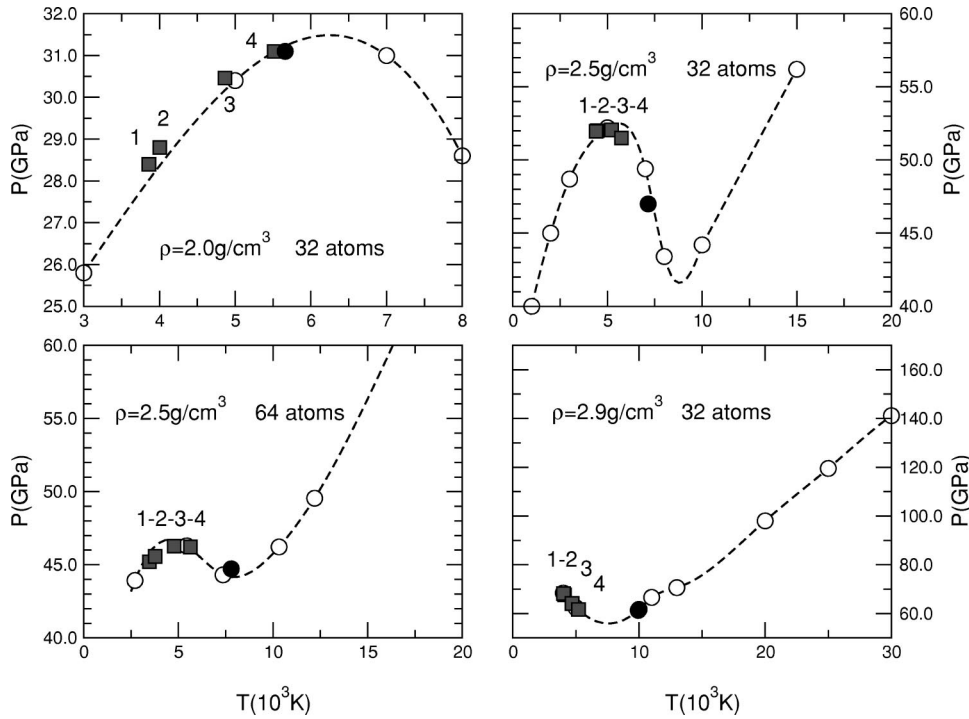 32.0
31.0
30.0
29.0
28.0
27.0
26.0
25.0
P(GPa)
1
2
3
4
ρ=2.0g/cm³ 32 atoms
3 4 5 6 7 8
60.0
55.0
50.0
45.0
40.0
P(GPa)
ρ=2.5g/cm³ 32 atoms
1-2-3-4
0 5 10 15 20
60.0
55.0
50.0
45.0
40.0
P(GPa)
ρ=2.5g/cm³ 64 atoms
1-2-3-4
0 5 10 15 20
T(10³K)
160.0
140.0
120.0
100.0
80.0
60.0
P(GPa)
ρ=2.9g/cm³ 32 atoms
1-2
3
4
0 10 20 30
T(10³K)